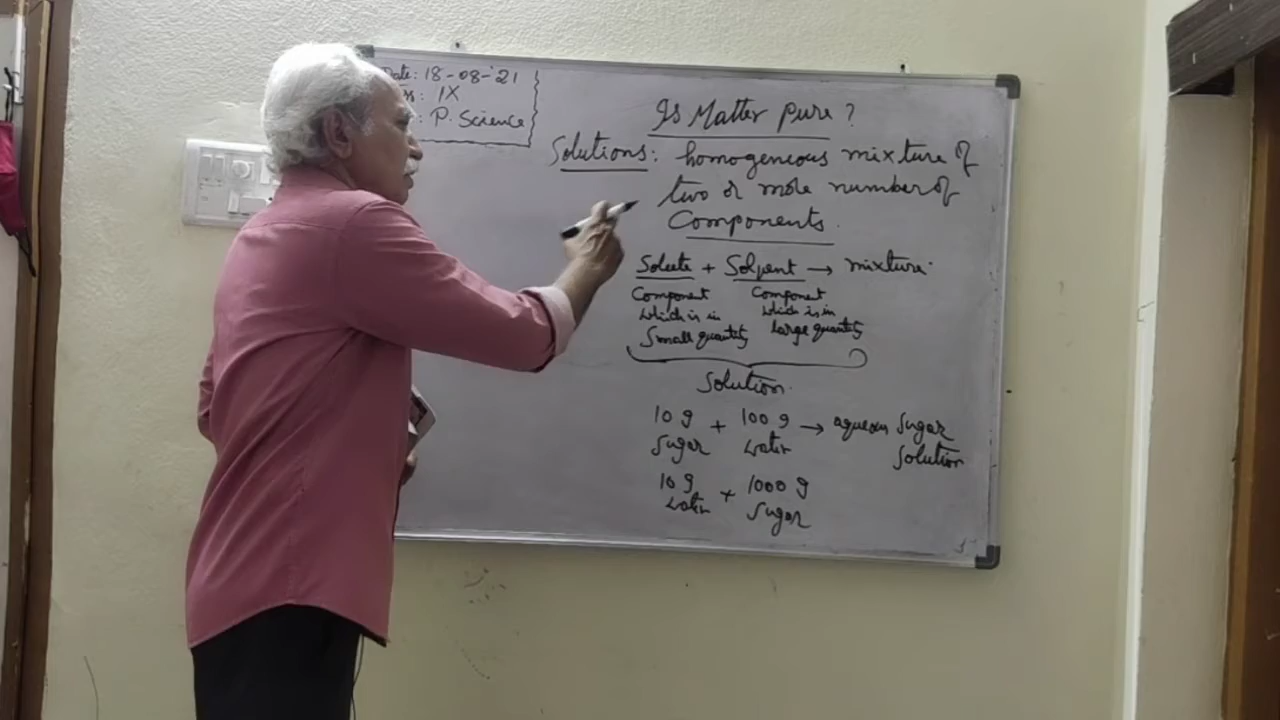 Date: 18-08-'21
: IX
: P. Science
Is Matter pure?
Solutions: homogeneous mixture of
two or more number of
Components.
Solute + Solvent → mixture.
Component
which is in
Small quantity
Component
which is in
large quantity
Solution.
10 g + 100 g → aqueous Sugar
Sugar water Solution
10 g + 1000 g
water Sugar